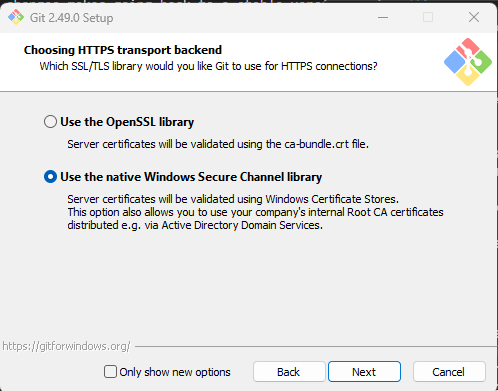 Git 2.49.0 Setup
Choosing HTTPS transport backend
Which SSL/TLS library would you like Git to use for HTTPS connections?
Use the OpenSSL library
Server certificates will be validated using the ca-bundle.crt file.
Use the native Windows Secure Channel library
Server certificates will be validated using Windows Certificate Stores.
This option also allows you to use your company's internal Root CA certificates
distributed e.g. via Active Directory Domain Services.
https://gitforwindows.org/
Only show new options
Back
Next
Cancel